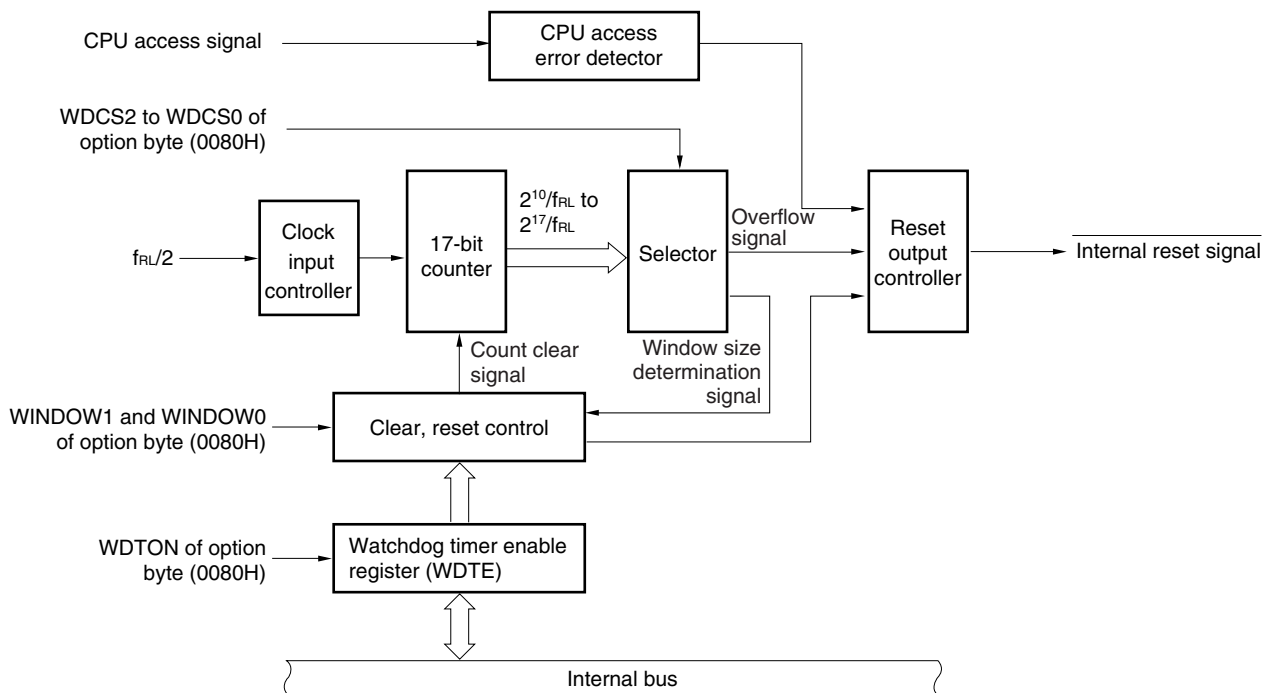 CPU access signal
CPU access
error detector
WDCS2 to WDCS0 of
option byte (0080H)
2¹⁰/fRL to
2¹⁷/fRL
Clock
input
controller
17-bit
counter
Selector
Overflow
signal
Reset
output
controller
fRL/2
Internal reset signal
Count clear
signal
Window size
determination
signal
WINDOW1 and WINDOW0
of option byte (0080H)
Clear, reset control
WDTON of option
byte (0080H)
Watchdog timer enable
register (WDTE)
Internal bus